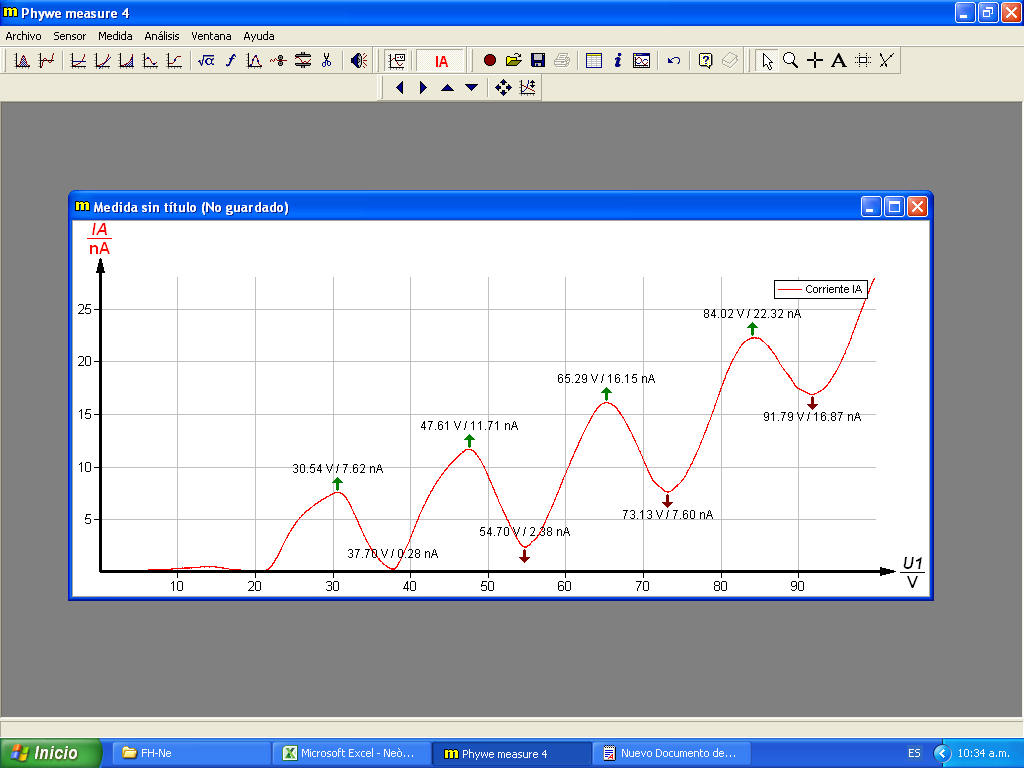 m Phywe measure 4
Archivo Sensor Medida Análisis Ventana Ayuda
√α f IA i ? A
m Medida sin título (No guardado)
IA
nA
Corriente IA
25
84.02 V / 22.32 nA
20
65.29 V / 16.15 nA
15
91.79 V / 16.87 nA
47.61 V / 11.71 nA
10
30.54 V / 7.62 nA
73.13 V / 7.60 nA
5
54.70 V / 2.38 nA
37.70 V / 0.28 nA
U1
V
10 20 30 40 50 60 70 80 90
Inicio FH-Ne Microsoft Excel - Neò... m Phywe measure 4 Nuevo Documento de... ES 10:34 a.m.